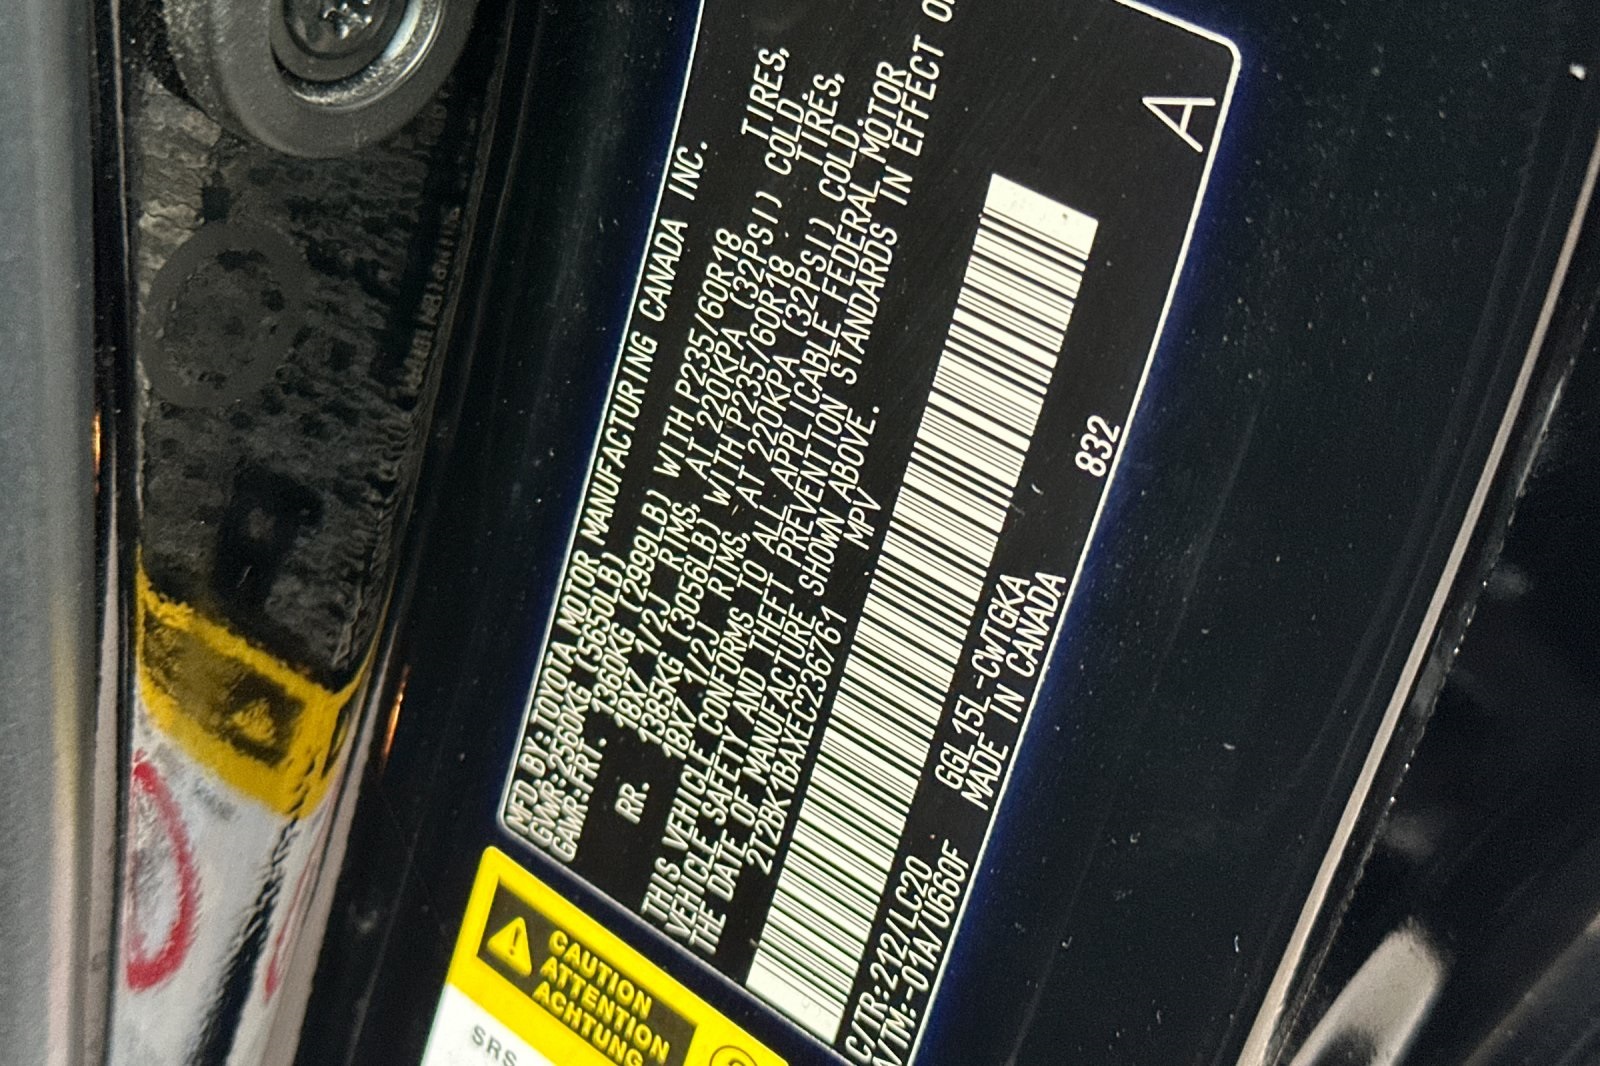 MFD. BY:TOYOTA MOTOR MANUFACTURING CANADA INC.
GVWR:2560KG (5650LB)
GAWR:FRT. 1360KG (2999LB) WITH P235/60R18 TIRES,
18X7 1/2J RIMS, AT 220KPA (32PSI) COLD.
RR. 1385KG (3056LB) WITH P235/60R18 TIRES,
18X7 1/2J RIMS, AT 220KPA (32PSI) COLD.
THIS VEHICLE CONFORMS TO ALL APPLICABLE FEDERAL MOTOR
VEHICLE SAFETY AND THEFT PREVENTION STANDARDS IN EFFECT
THE DATE OF MANUFACTURE SHOWN ABOVE.
2T2BK1BAXEC236761 MPV
C/TR:212/LC20 GGL15L-CWTGKA 832
A/TM:-01A/U660F MADE IN CANADA A
CAUTION
ATTENTION
ACHTUNG
SRS